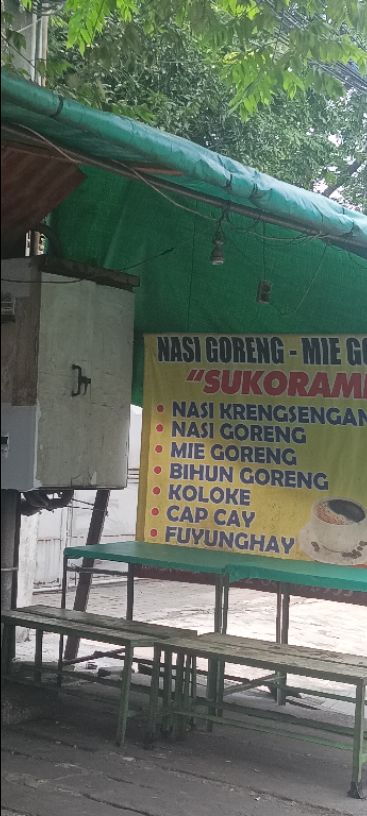 NASI GORENG - MIE GO
"SUKORAM
• NASI KRENGSENGAN
• NASI GORENG
• MIE GORENG
• BIHUN GORENG
• KOLOKE
• CAP CAY
• FUYUNGHAY